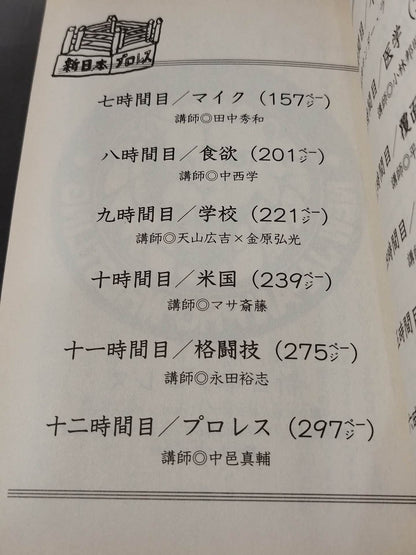 新日本プロレス
七時間目／マイク（157ページ）
講師◎田中秀和
八時間目／食欲（201ページ）
講師◎中西学
九時間目／学校（221ページ）
講師◎天山広吉×金原弘光
十時間目／米国（239ページ）
講師◎マサ斎藤
十一時間目／格闘技（275ページ）
講師◎永田裕志
十二時間目／プロレス（297ページ）
講師◎中邑真輔
医学